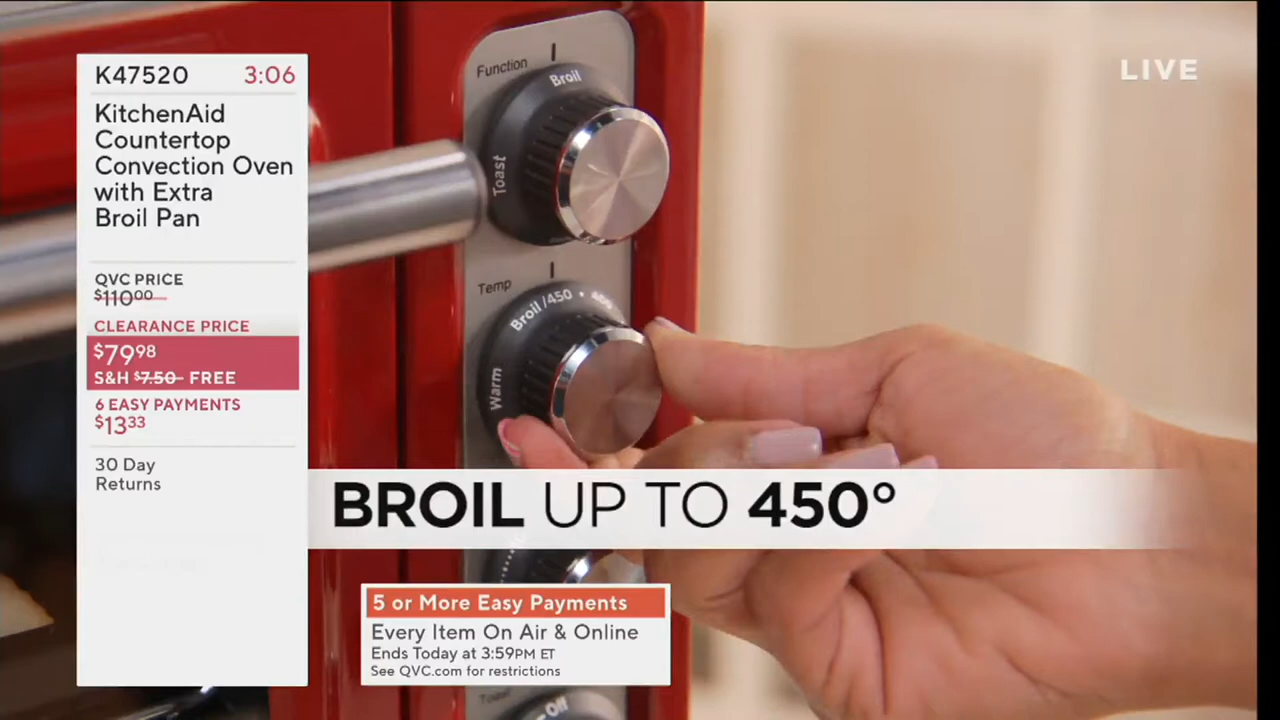 K47520 3:06
KitchenAid
Countertop
Convection Oven
with Extra
Broil Pan
QVC PRICE
$110.00
CLEARANCE PRICE
$79.98
S&H $7.50 FREE
6 EASY PAYMENTS
$13.33
30 Day
Returns
LIVE
Function
Broil
Toast
Temp
Broil/450 • 400
Warm
BROIL UP TO 450°
5 or More Easy Payments
Every Item On Air & Online
Ends Today at 3:59PM ET
See QVC.com for restrictions
Toast
Off